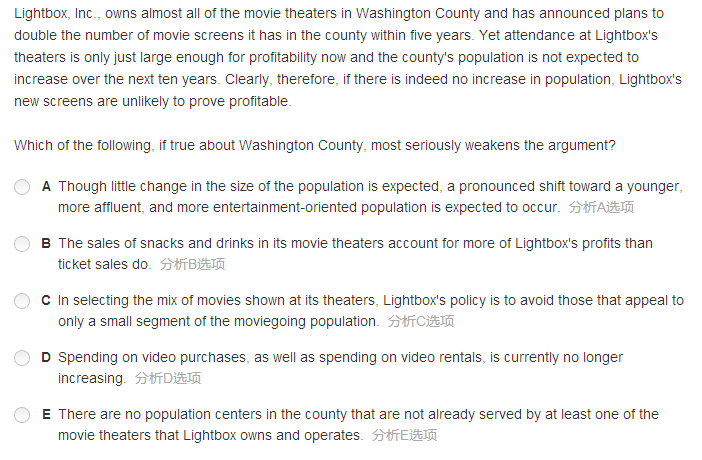 Lightbox, Inc., owns almost all of the movie theaters in Washington County and has announced plans to
double the number of movie screens it has in the county within five years. Yet attendance at Lightbox's
theaters is only just large enough for profitability now and the county's population is not expected to
increase over the next ten years. Clearly, therefore, if there is indeed no increase in population, Lightbox's
new screens are unlikely to prove profitable.
Which of the following, if true about Washington County, most seriously weakens the argument?
A Though little change in the size of the population is expected, a pronounced shift toward a younger,
more affluent, and more entertainment-oriented population is expected to occur. 分析A选项
B The sales of snacks and drinks in its movie theaters account for more of Lightbox's profits than
ticket sales do. 分析B选项
C In selecting the mix of movies shown at its theaters, Lightbox's policy is to avoid those that appeal to
only a small segment of the moviegoing population. 分析C选项
D Spending on video purchases, as well as spending on video rentals, is currently no longer
increasing. 分析D选项
E There are no population centers in the county that are not already served by at least one of the
movie theaters that Lightbox owns and operates. 分析E选项